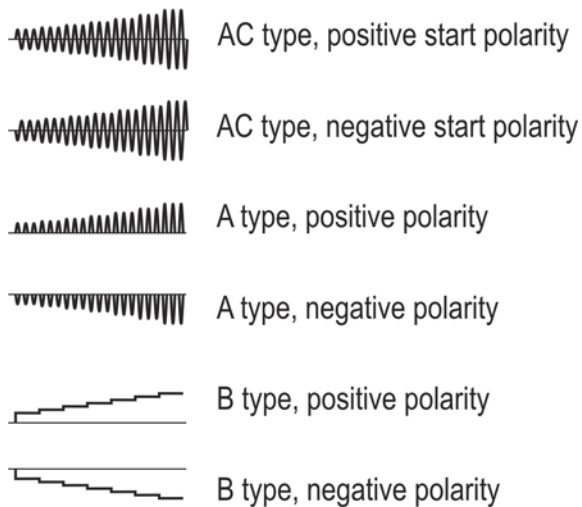 AC type, positive start polarity
AC type, negative start polarity
A type, positive polarity
A type, negative polarity
B type, positive polarity
B type, negative polarity